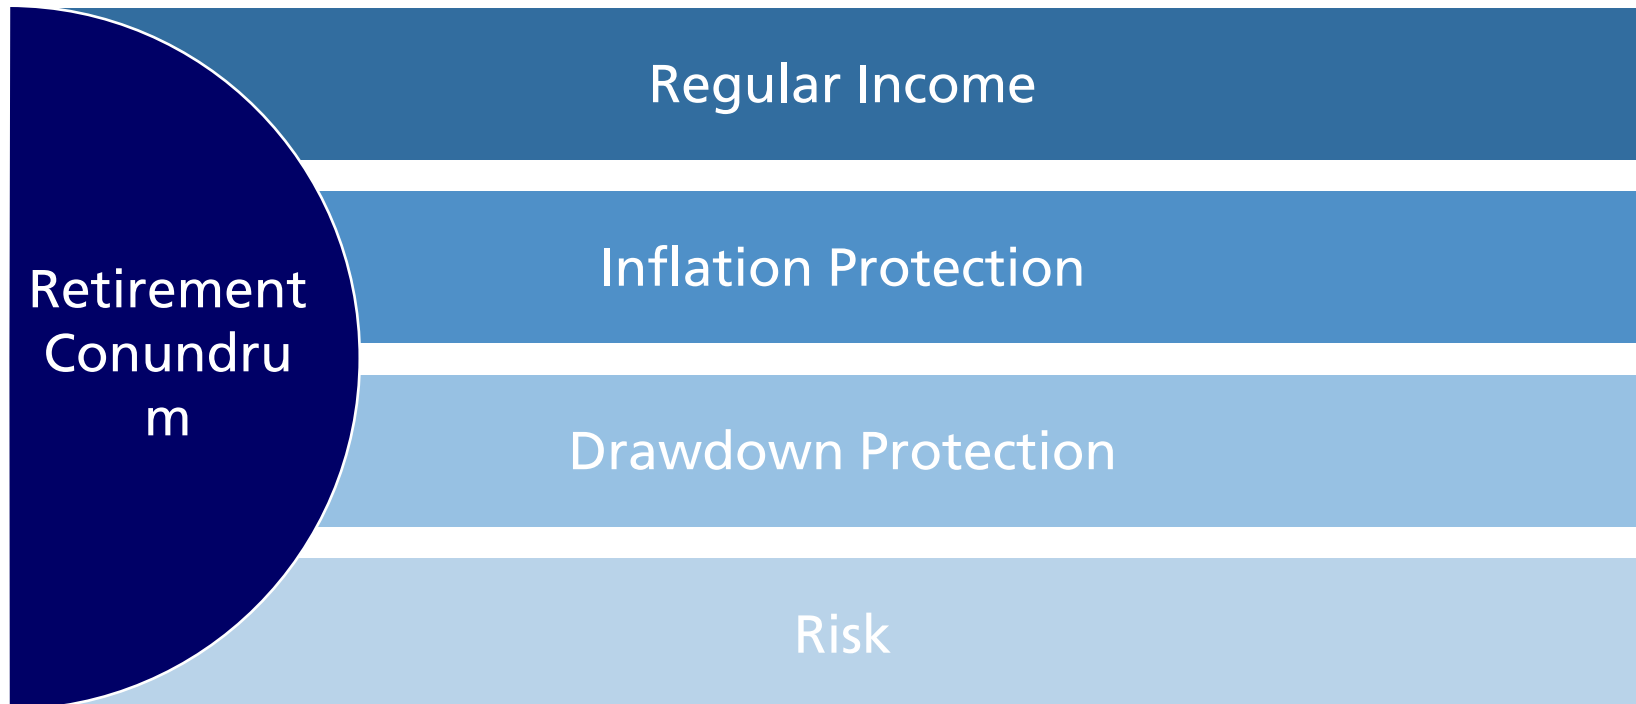 Regular Income
Inflation Protection
Retirement
Conundru
m
Drawdown Protection
Risk